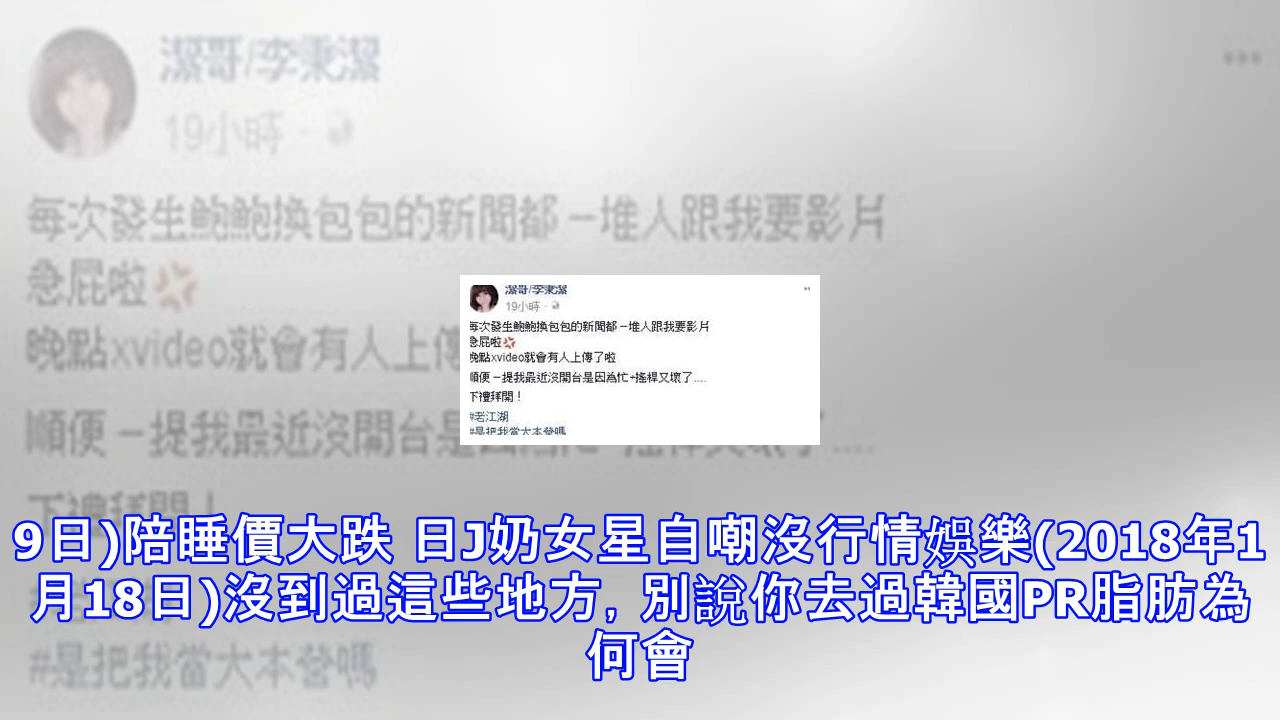 潔哥/李秉潔
19小時
每次發生鮑鮑換包包的新聞都一堆人跟我要影片
急屁啦
晚點xvideo就會有人上傳了啦
順便一提我最近沒開台是因為忙+搖桿又壞了....
下禮拜開！
#老江湖
#是把我當大本營嗎
9日)陪睡價大跌 日J奶女星自嘲沒行情娛樂(2018年1
月18日)沒到過這些地方，別說你去過韓國PR脂肪為
何會